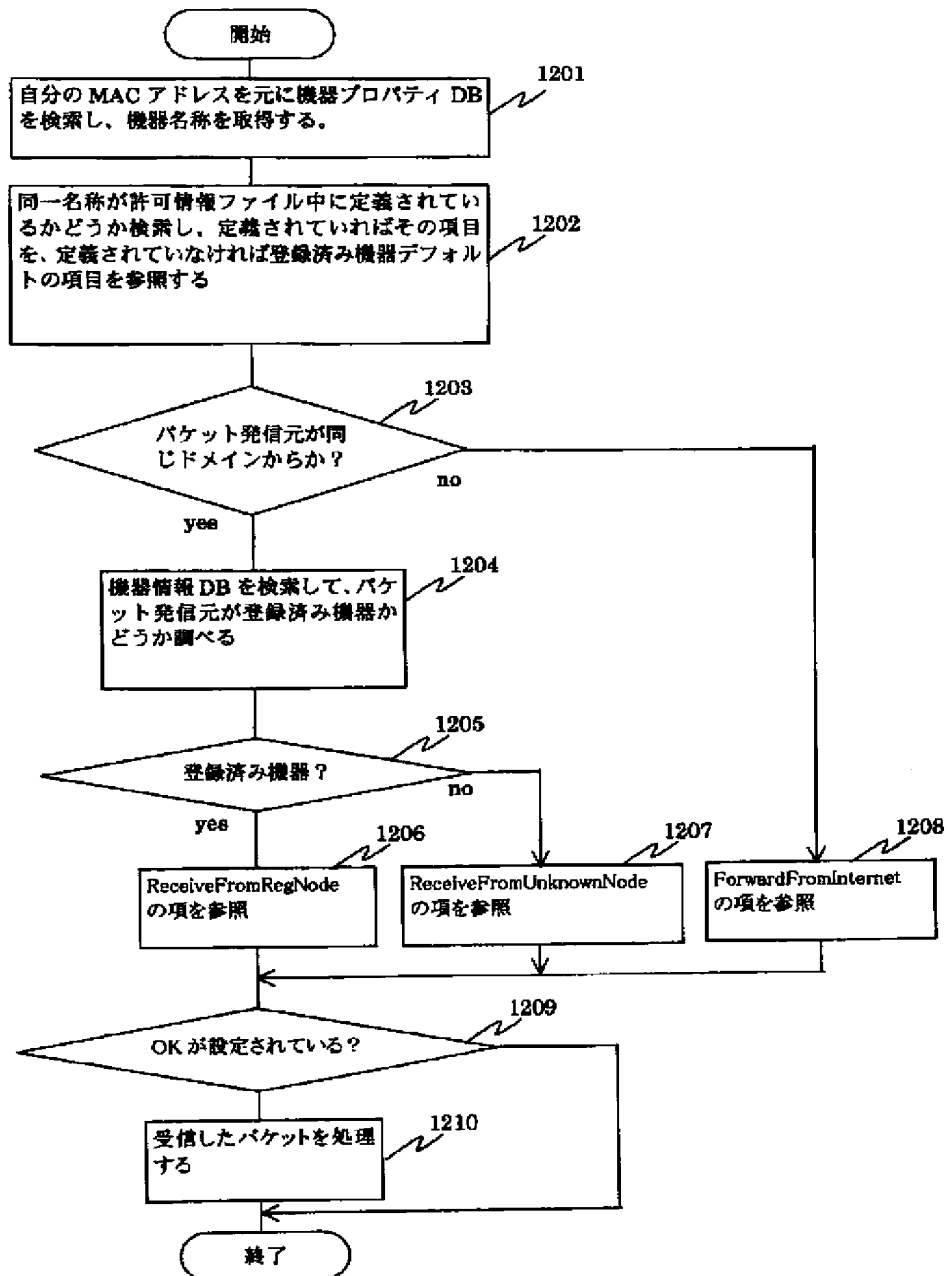 開始
1201
自分の MAC アドレスを元に機器プロパティ DB
を検索し、機器名称を取得する。
1202
同一名称が許可情報ファイル中に定義されてい
るかどうか検索し、定義されていればその項目
を、定義されていなければ登録済み機器デフォル
トの項目を参照する
1203
パケット発信元が同
じドメインからか？
no
yes
1204
機器情報 DB を検索して、パケ
ット発信元が登録済み機器か
どうか調べる
1205
登録済み機器？
no
yes
1206
ReceiveFromRegNode
の項を参照
1207
ReceiveFromUnknownNode
の項を参照
1208
ForwardFromInternet
の項を参照
1209
OK が設定されている？
1210
受信したパケットを処理
する
終了